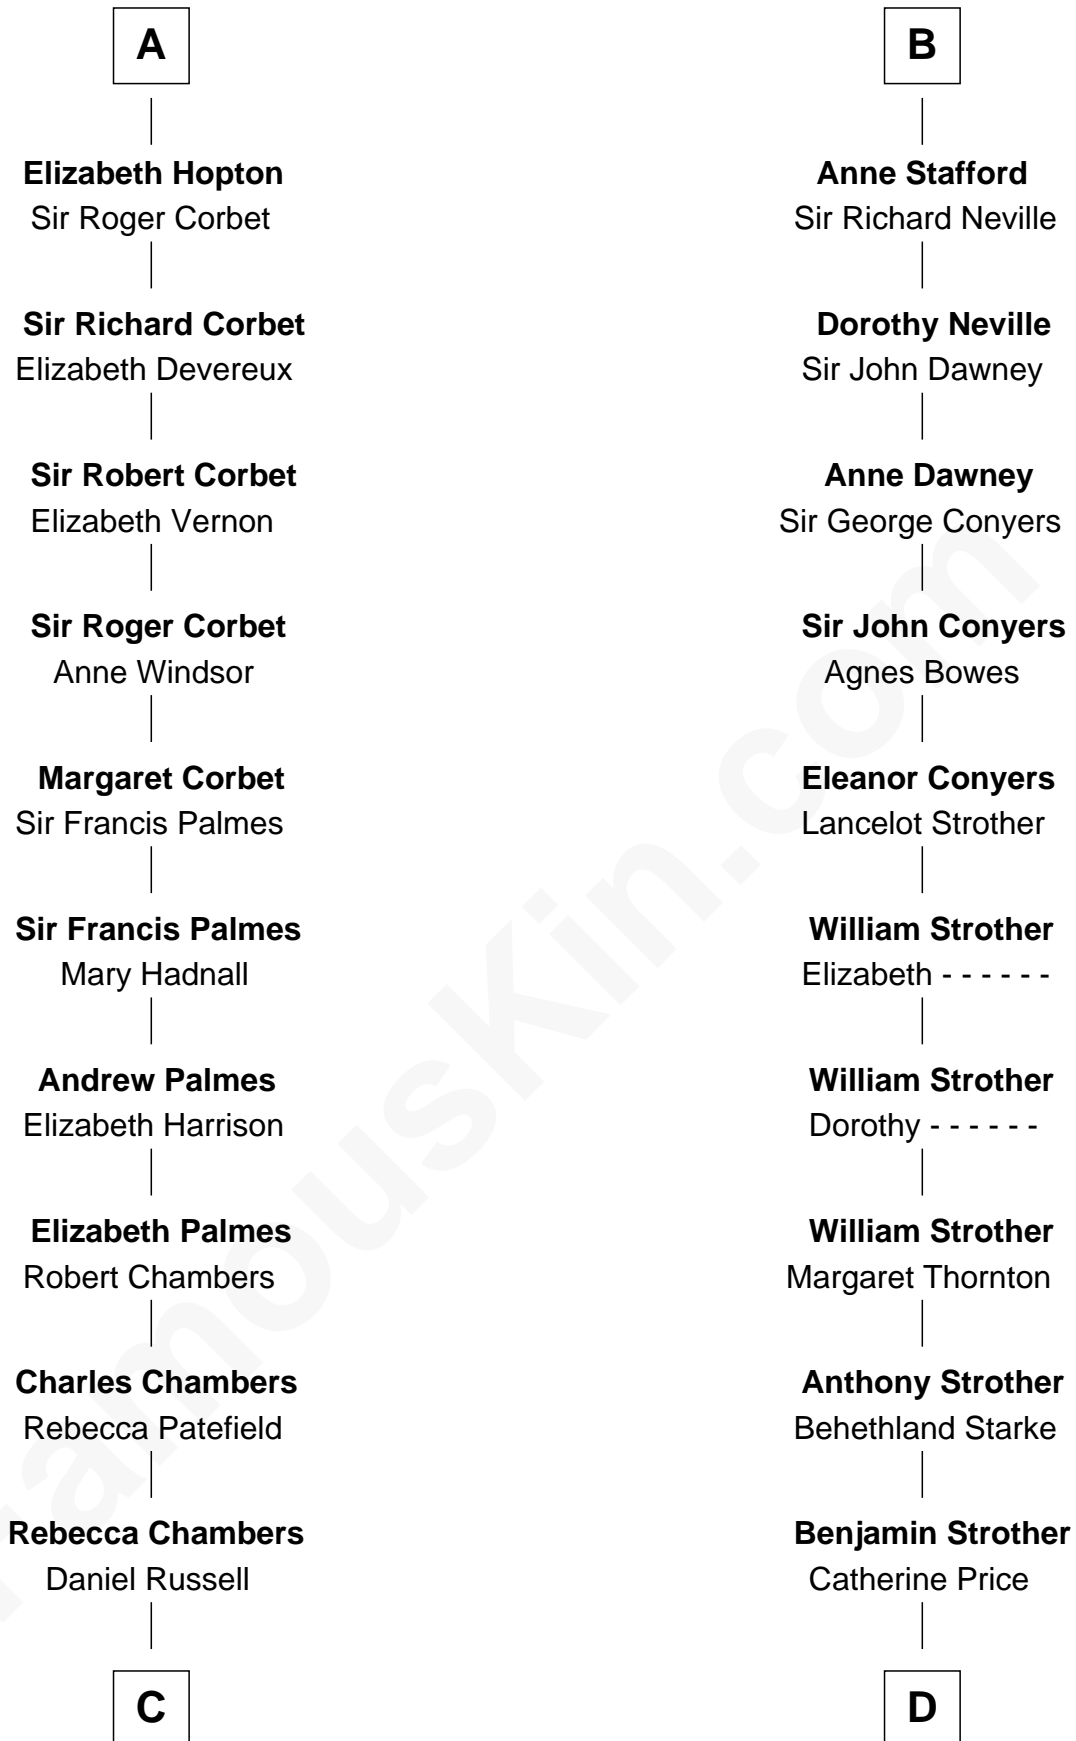 A
Elizabeth Hopton
Sir Roger Corbet
Sir Richard Corbet
Elizabeth Devereux
Sir Robert Corbet
Elizabeth Vernon
Sir Roger Corbet
Anne Windsor
Margaret Corbet
Sir Francis Palmes
Sir Francis Palmes
Mary Hadnall
Andrew Palmes
Elizabeth Harrison
Elizabeth Palmes
Robert Chambers
Charles Chambers
Rebecca Patefield
Rebecca Chambers
Daniel Russell
C
B
Anne Stafford
Sir Richard Neville
Dorothy Neville
Sir John Dawney
Anne Dawney
Sir George Conyers
Sir John Conyers
Agnes Bowes
Eleanor Conyers
Lancelot Strother
William Strother
Elizabeth - - - - - -
William Strother
Dorothy - - - - - -
William Strother
Margaret Thornton
Anthony Strother
Behethland Starke
Benjamin Strother
Catherine Price
D
FamousKin.com